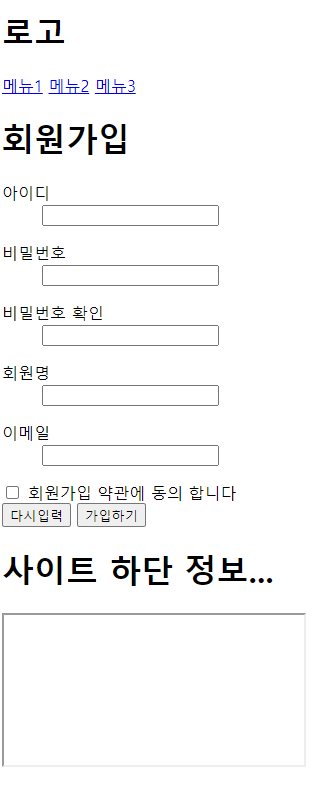 로고
메뉴1 메뉴2 메뉴3
회원가입
아이디
비밀번호
비밀번호 확인
회원명
이메일
회원가입 약관에 동의 합니다
다시입력 가입하기
사이트 하단 정보...